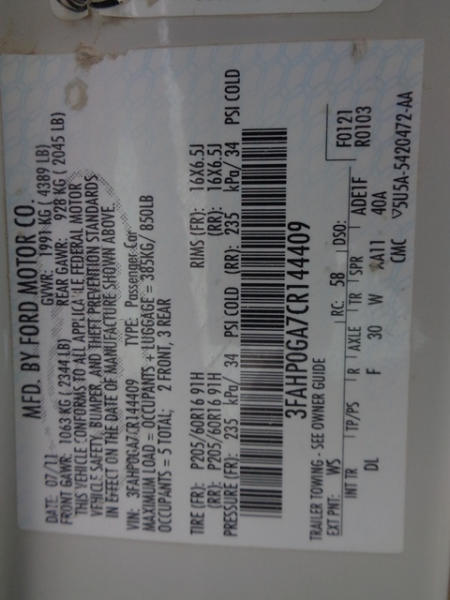 MFD. BY FORD MOTOR CO.
DATE: 07/11 GVWR: 1991 KG ( 4389 LB)
FRONT GAWR: 1063 KG ( 2344 LB) REAR GAWR: 928 KG ( 2045 LB)
THIS VEHICLE CONFORMS TO ALL APPLICABLE FEDERAL MOTOR
VEHICLE SAFETY, BUMPER, AND THEFT PREVENTION STANDARDS
IN EFFECT ON THE DATE OF MANUFACTURE SHOWN ABOVE.
VIN: 3FAHP0GA7CR144409 TYPE: Passenger Car
MAXIMUM LOAD = OCCUPANTS + LUGGAGE = 385KG/ 850LB
OCCUPANTS = 5 TOTAL; 2 FRONT, 3 REAR
TIRE (FR): P205/60R16 91H RIMS (FR): 16X6.5J
(RR): P205/60R16 91H (RR): 16X6.5J
PRESSURE (FR): 235 kPa/ 34 PSI COLD (RR): 235 kPa/ 34 PSI COLD
3FAHP0GA7CR144409
TRAILER TOWING - SEE OWNER GUIDE F0121
EXT PNT: WS RC: 58 DSO: R0103
INT TR TP/PS R AXLE TR SPR ADE1F
DL F 30 W AA11 40A
CMC 5U5A-5420472-AA